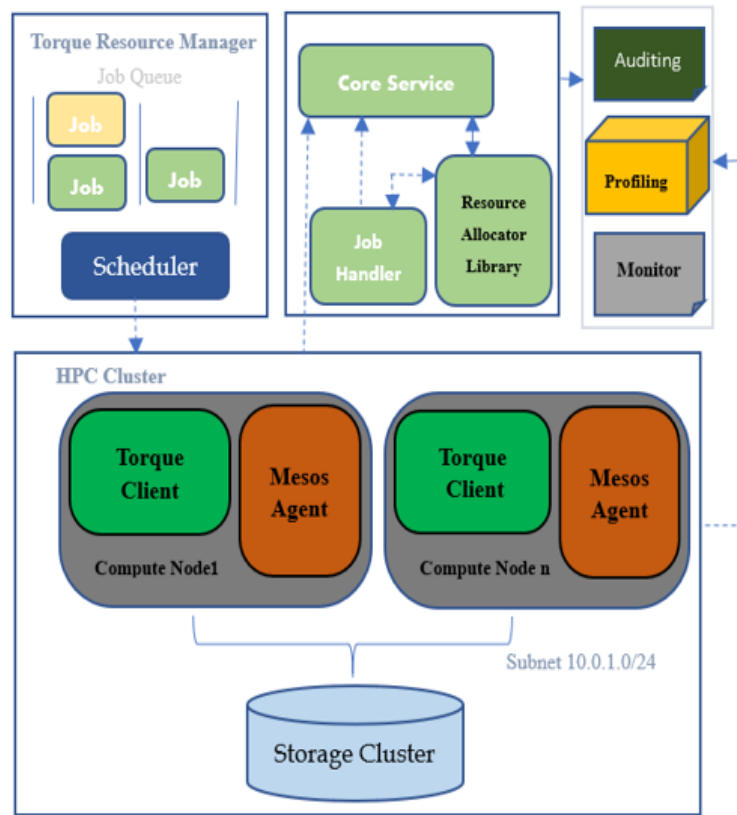 Torque Resource Manager
Job Queue
Job
Job
Job
Scheduler
Core Service
Job
Handler
Resource
Allocator
Library
Auditing
Profiling
Monitor
HPC Cluster
Torque
Client
Mesos
Agent
Compute Node1
Torque
Client
Mesos
Agent
Compute Node n
Subnet 10.0.1.0/24
Storage Cluster